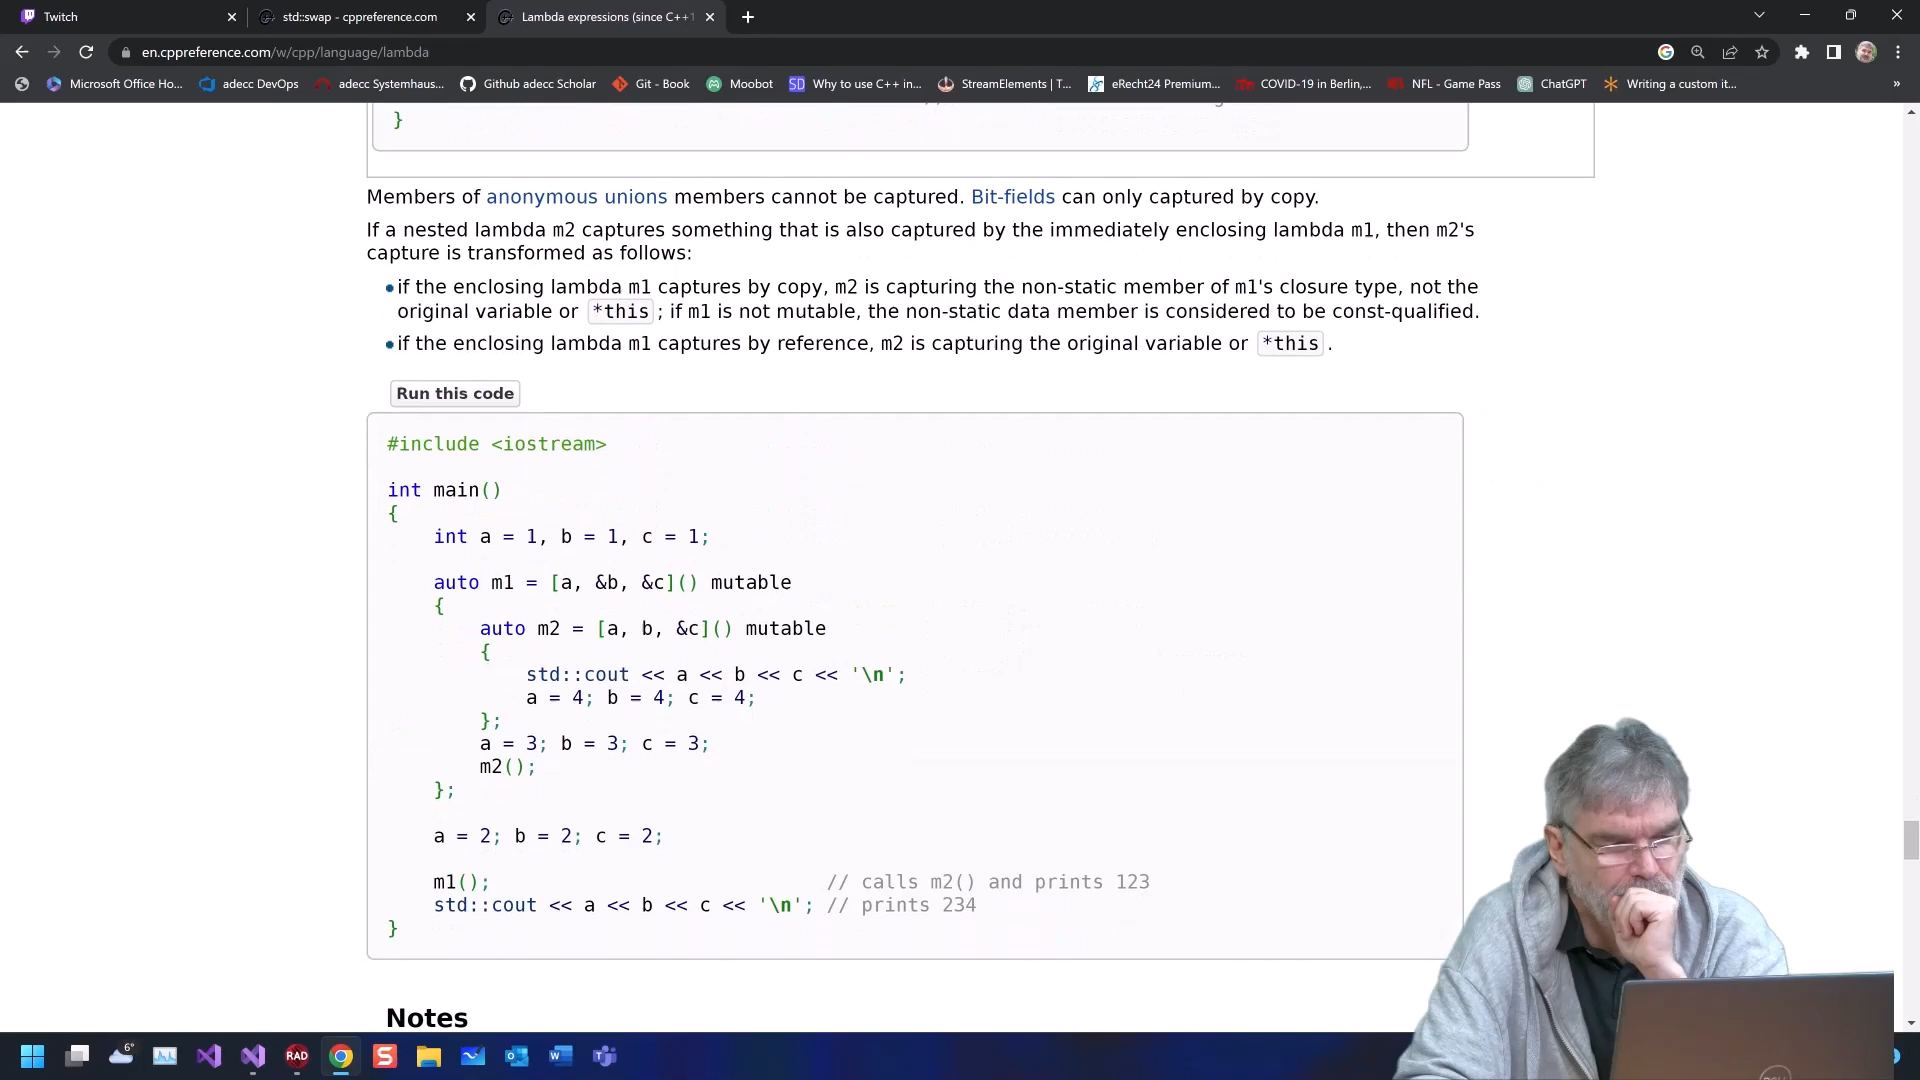 Twitch
std::swap - cppreference.com
Lambda expressions (since C++1
en.cppreference.com/w/cpp/language/lambda
Microsoft Office Ho...
adecc DevOps
adecc Systemhaus...
Github adecc Scholar
Git - Book
Moobot
SD
Why to use C++ in...
StreamElements | T...
eRecht24 Premium...
COVID-19 in Berlin,...
NFL - Game Pass
ChatGPT
Writing a custom it...
»
}
Members of anonymous unions members cannot be captured. Bit-fields can only captured by copy.
If a nested lambda m2 captures something that is also captured by the immediately enclosing lambda m1, then m2's
capture is transformed as follows:
if the enclosing lambda m1 captures by copy, m2 is capturing the non-static member of m1's closure type, not the
original variable or *this; if m1 is not mutable, the non-static data member is considered to be const-qualified.
if the enclosing lambda m1 captures by reference, m2 is capturing the original variable or *this.
Run this code
#include <iostream>
int main()
{
int a = 1, b = 1, c = 1;
auto m1 = [a, &b, &c]() mutable
{
auto m2 = [a, b, &c]() mutable
{
std::cout << a << b << c << '\n';
a = 4; b = 4; c = 4;
};
a = 3; b = 3; c = 3;
m2();
};
a = 2; b = 2; c = 2;
m1(); // calls m2() and prints 123
std::cout << a << b << c << '\n'; // prints 234
}
Notes
6°
RAD